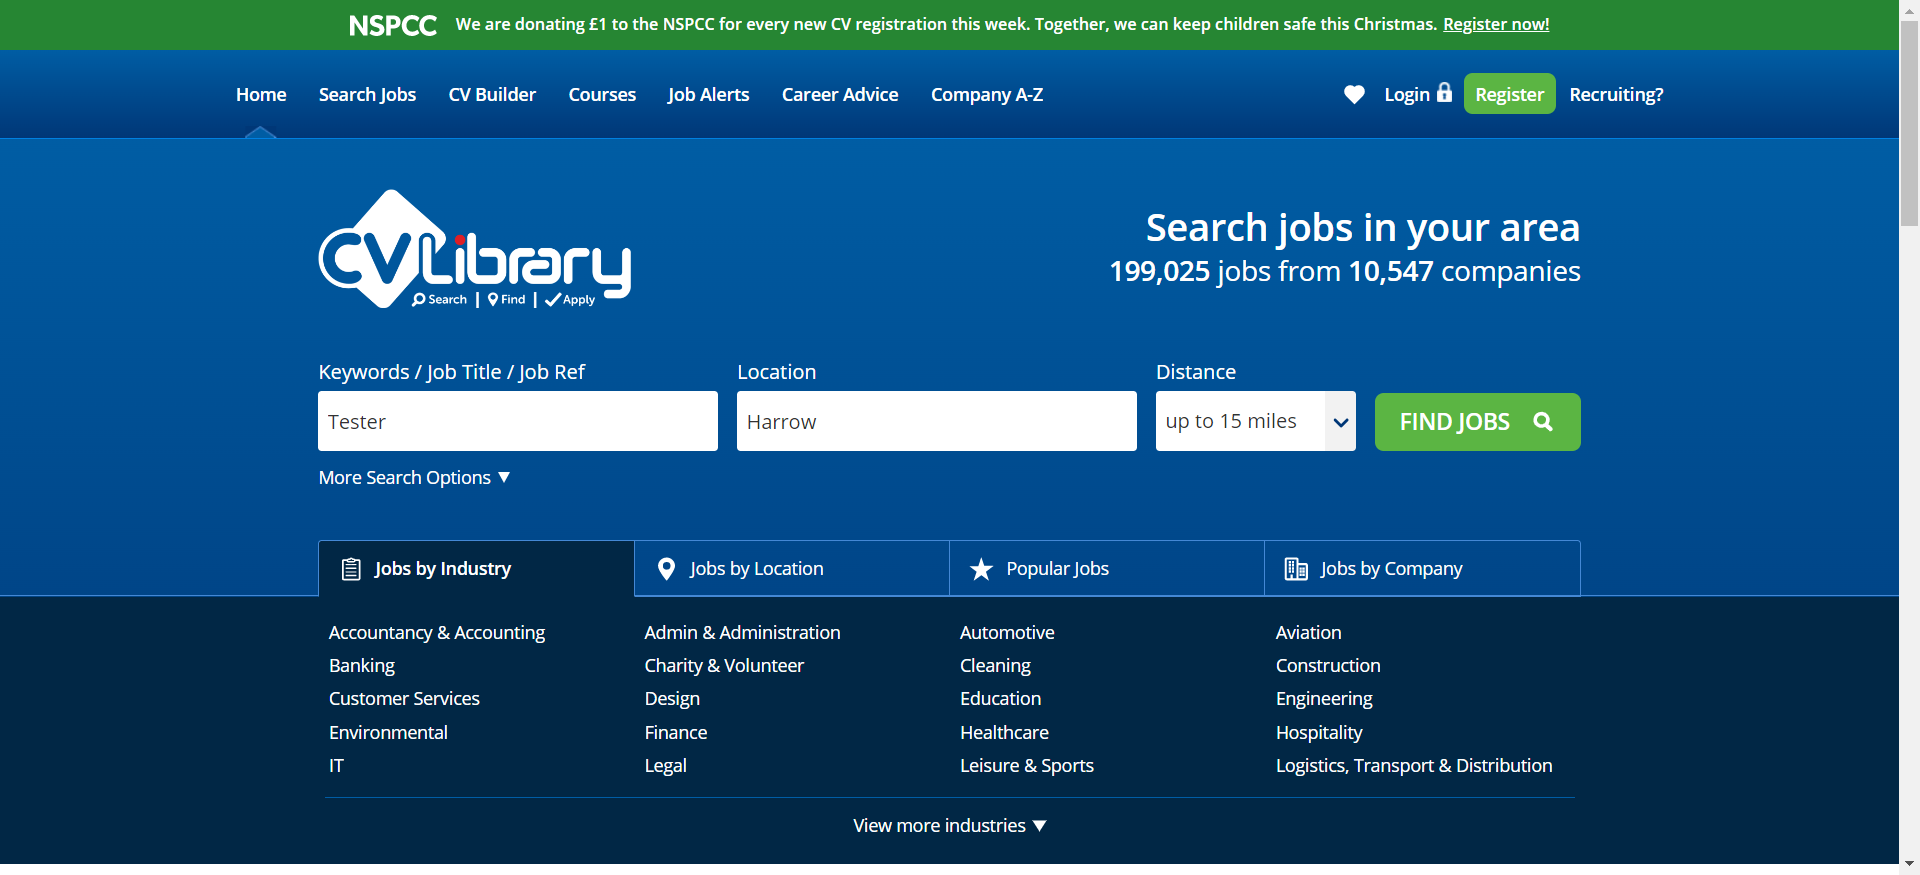 NSPCC We are donating £1 to the NSPCC for every new CV registration this week. Together, we can keep children safe this Christmas. Register now!
Home Search Jobs CV Builder Courses Job Alerts Career Advice Company A-Z Login Register Recruiting?
CVLibrary
Search | Find | Apply
Search jobs in your area
199,025 jobs from 10,547 companies
Keywords / Job Title / Job Ref Location Distance
Tester Harrow up to 15 miles FIND JOBS
More Search Options ▼
Jobs by Industry Jobs by Location Popular Jobs Jobs by Company
Accountancy & Accounting Admin & Administration Automotive Aviation
Banking Charity & Volunteer Cleaning Construction
Customer Services Design Education Engineering
Environmental Finance Healthcare Hospitality
IT Legal Leisure & Sports Logistics, Transport & Distribution
View more industries ▼